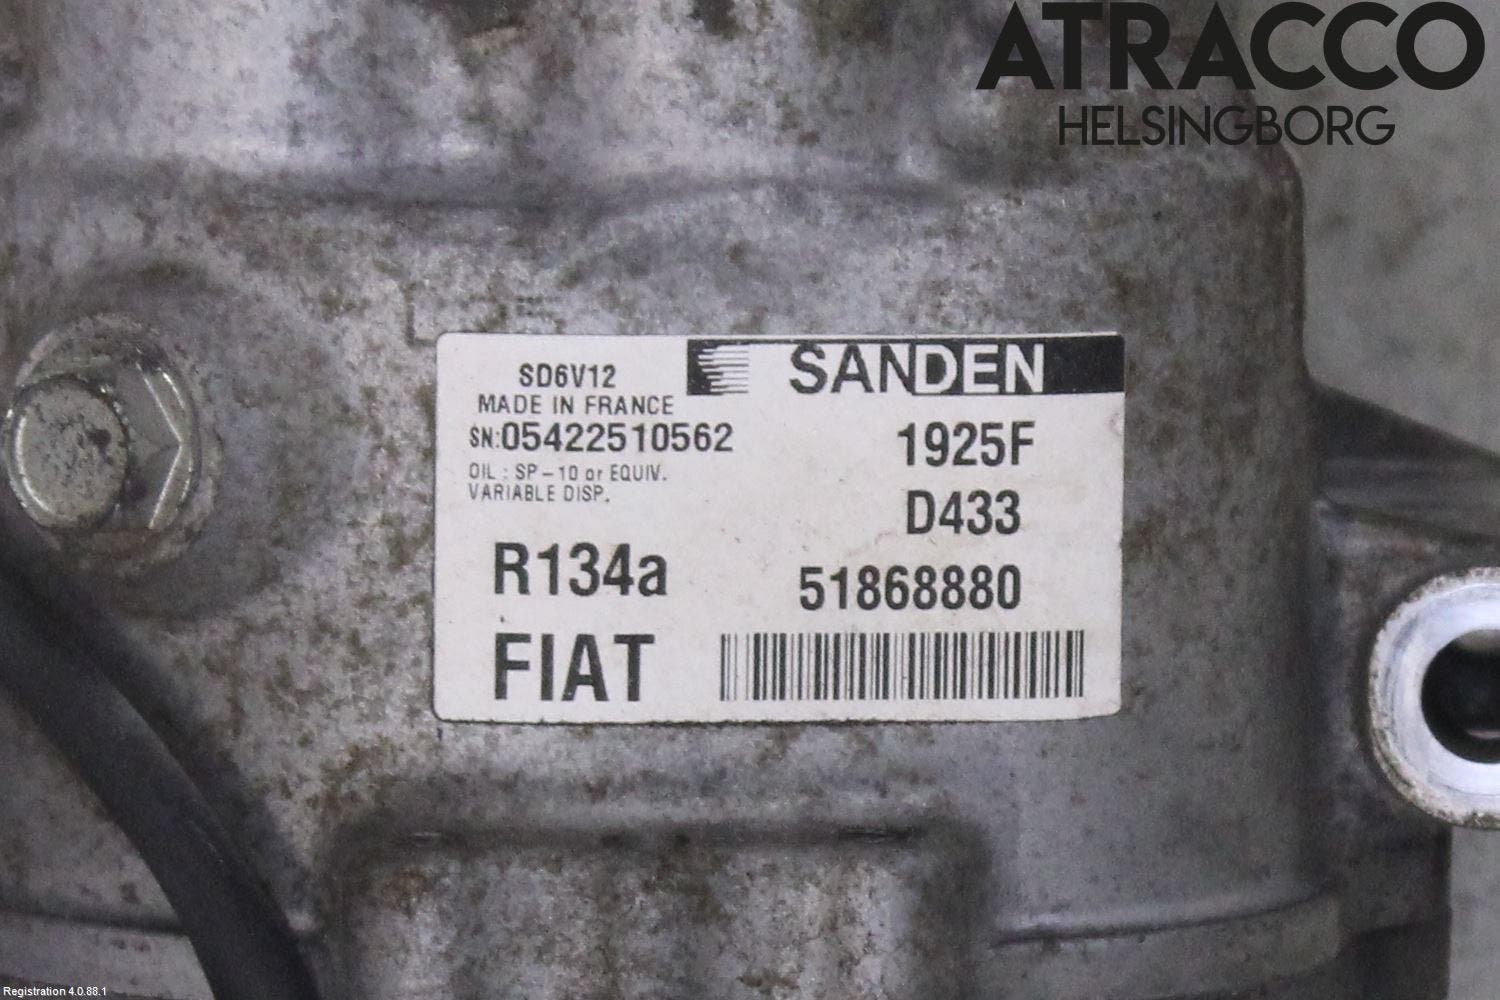 ATRACCO
HELSINGBORG
SANDEN
SD6V12
MADE IN FRANCE
SN:05422510562
OIL : SP-10 or EQUIV.
VARIABLE DISP.
1925F
D433
R134a
51868880
FIAT
Registration 4.0.88.1